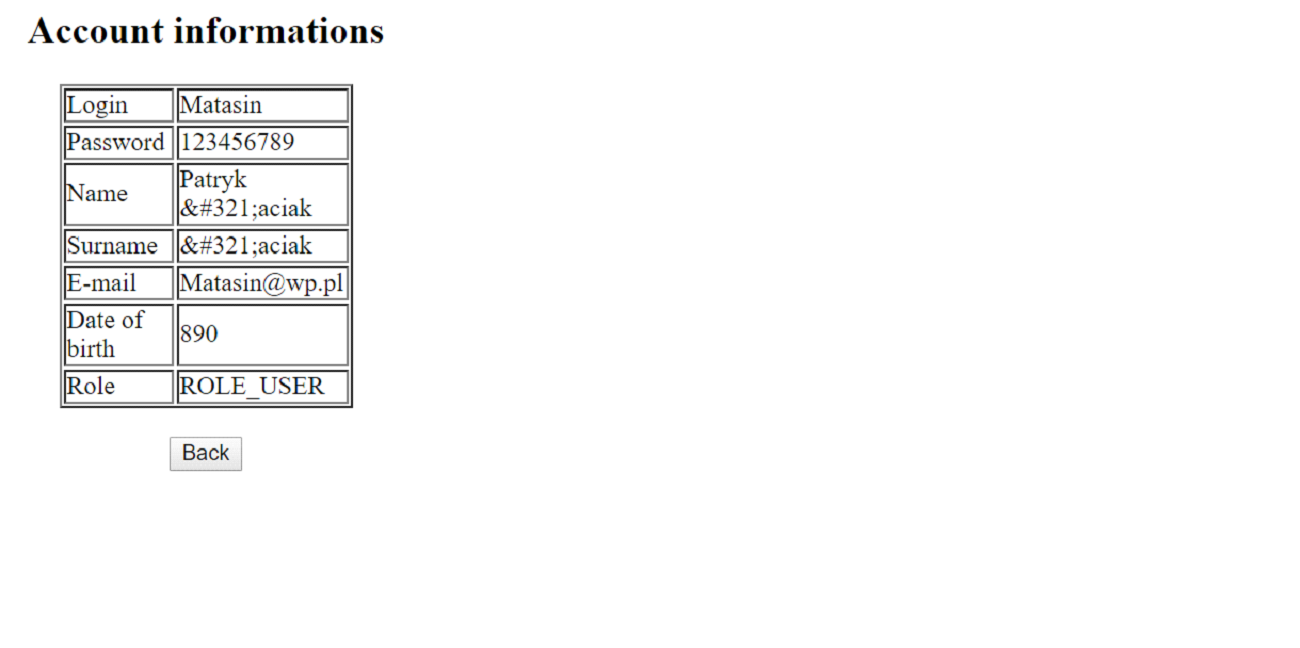 Account informations
Login Matasin
Password 123456789
Name Patryk
&#321;aciak
Surname &#321;aciak
E-mail Matasin@wp.pl
Date of
birth 890
Role ROLE_USER
Back